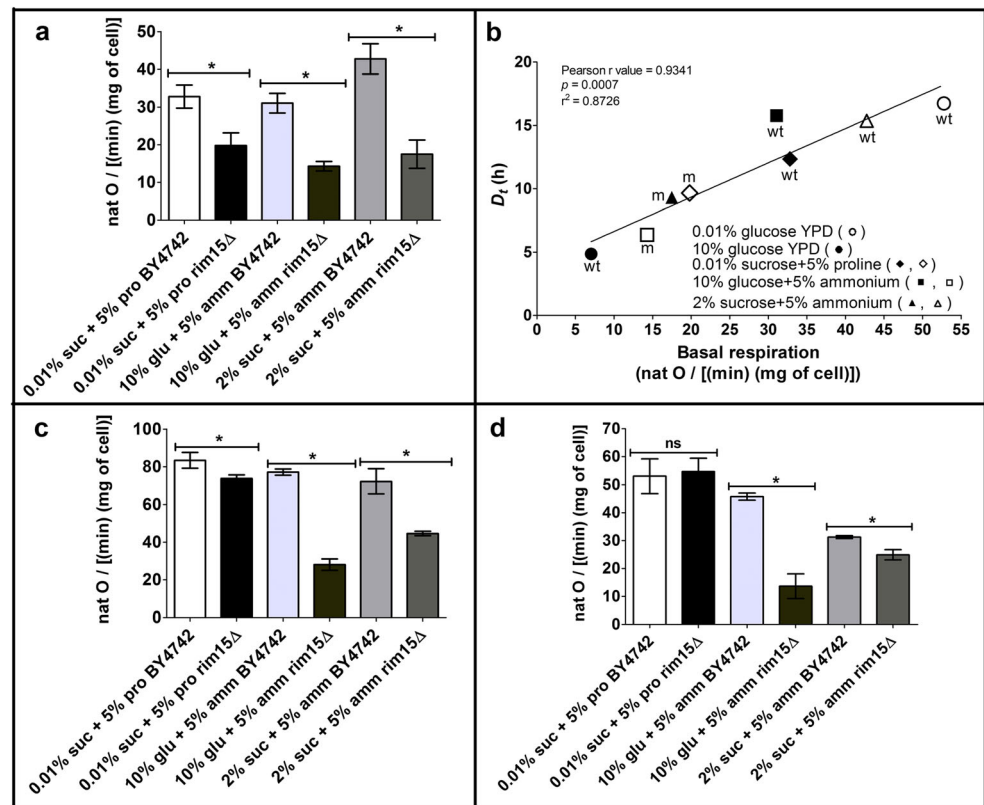 a
nat O / [(min) (mg of cell)]
50
40
30
20
10
0
*
*
*
0.01% suc + 5% pro BY4742
0.01% suc + 5% pro rim15Δ
10% glu + 5% amm BY4742
10% glu + 5% amm rim15Δ
2% suc + 5% amm BY4742
2% suc + 5% amm rim15Δ
b
Pearson r value = 0.9341
p = 0.0007
r² = 0.8726
Dt (h)
20
15
10
5
0
wt
wt
wt
wt
m
m
m
wt
0.01% glucose YPD ( ○ )
10% glucose YPD ( ● )
0.01% sucrose+5% proline ( ◆ , ◇ )
10% glucose+5% ammonium ( ■ , □ )
2% sucrose+5% ammonium ( ▲ , △ )
0 5 10 15 20 25 30 35 40 45 50 55
Basal respiration
(nat O / [(min) (mg of cell)])
c
nat O / [(min) (mg of cell)]
100
80
60
40
20
0
*
*
*
0.01% suc + 5% pro BY4742
0.01% suc + 5% pro rim15Δ
10% glu + 5% amm BY4742
10% glu + 5% amm rim15Δ
2% suc + 5% amm BY4742
2% suc + 5% amm rim15Δ
d
nat O / [(min) (mg of cell)]
70
60
50
40
30
20
10
0
ns
*
*
0.01% suc + 5% pro BY4742
0.01% suc + 5% pro rim15Δ
10% glu + 5% amm BY4742
10% glu + 5% amm rim15Δ
2% suc + 5% amm BY4742
2% suc + 5% amm rim15Δ